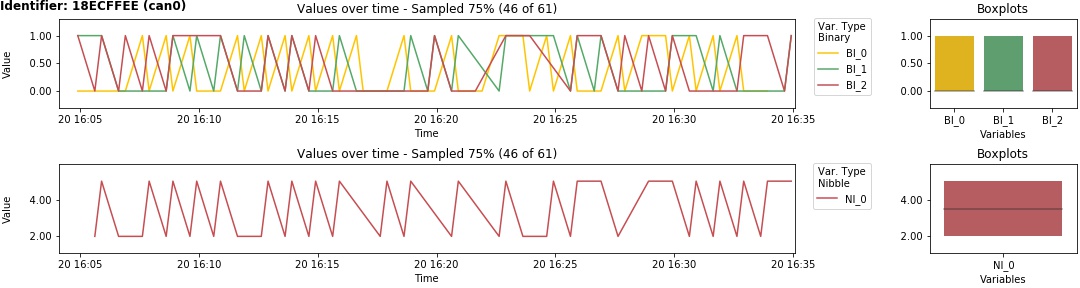 Identifier: 18ECFFEE (can0)
Values over time - Sampled 75% (46 of 61)
Value
1.00
0.50
0.00
20 16:05 20 16:10 20 16:15 20 16:20 20 16:25 20 16:30 20 16:35
Time
Var. Type
Binary
BI_0
BI_1
BI_2
Boxplots
1.00
0.50
0.00
BI_0 BI_1 BI_2
Variables
Values over time - Sampled 75% (46 of 61)
Value
4.00
2.00
20 16:05 20 16:10 20 16:15 20 16:20 20 16:25 20 16:30 20 16:35
Time
Var. Type
Nibble
NI_0
Boxplots
4.00
2.00
NI_0
Variables